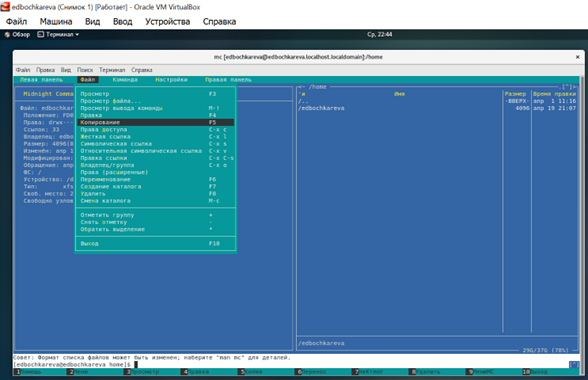 edbochkareva (Снимок 1) [Работает] - Oracle VM VirtualBox
Файл Машина Вид Ввод Устройства Справка
Обзор Терминал Ср, 22:44
mc [edbochkareva@edbochkareva.localhost.localdomain]:/home
Файл Правка Вид Поиск Терминал Справка
Левая панель Файл Команда Настройки Правая панель
Midnight Comma
Файл: edbochkar
Положение: FD0
Права: drwx---
Ссылок: 33
Владелец: edbo
Размер: 4096(8
Изменён: апр 1
Модифицирован:
Обращение: апр
ФС: /
Устройство: /d
Тип: xfs
Своб. место: 2
Свободно узлов
Просмотр F3
Просмотр файла...
Просмотр вывода команды M-!
Правка F4
Копирование F5
Права доступа C-x c
Жесткая ссылка C-x l
Символическая ссылка C-x s
Относительная символическая ссылка C-x v
Правка ссылки C-x C-s
Владелец/группа C-x o
Права (расширенные)
Переименование F6
Создание каталога F7
Удалить F8
Смена каталога M-c
Отметить группу +
Снять отметку -
Обратить выделение *
Выход F10
/home .[^]>
'и Имя Размер Время правки
/.. -ВВЕРХ- апр 1 11:16
/edbochkareva 4096 апр 19 21:07
/edbochkareva
29G/37G (78%)
Совет: Формат списка файлов может быть изменен; наберите "man mc" для деталей.
[edbochkareva@edbochkareva home]$
1Помощь 2Меню 3Просмотр 4Правка 5Копия 6Перенос 7НвКтлог 8Удалить 9МенюMC 10Выход